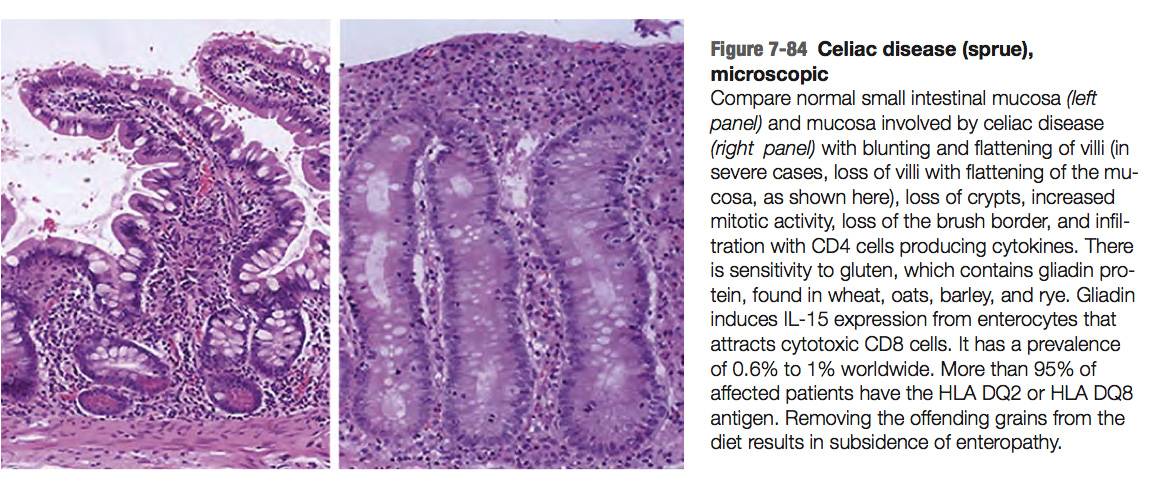 Figure 7-84 Celiac disease (sprue),
microscopic
Compare normal small intestinal mucosa (left
panel) and mucosa involved by celiac disease
(right panel) with blunting and flattening of villi (in
severe cases, loss of villi with flattening of the mu-
cosa, as shown here), loss of crypts, increased
mitotic activity, loss of the brush border, and infil-
tration with CD4 cells producing cytokines. There
is sensitivity to gluten, which contains gliadin pro-
tein, found in wheat, oats, barley, and rye. Gliadin
induces IL-15 expression from enterocytes that
attracts cytotoxic CD8 cells. It has a prevalence
of 0.6% to 1% worldwide. More than 95% of
affected patients have the HLA DQ2 or HLA DQ8
antigen. Removing the offending grains from the
diet results in subsidence of enteropathy.